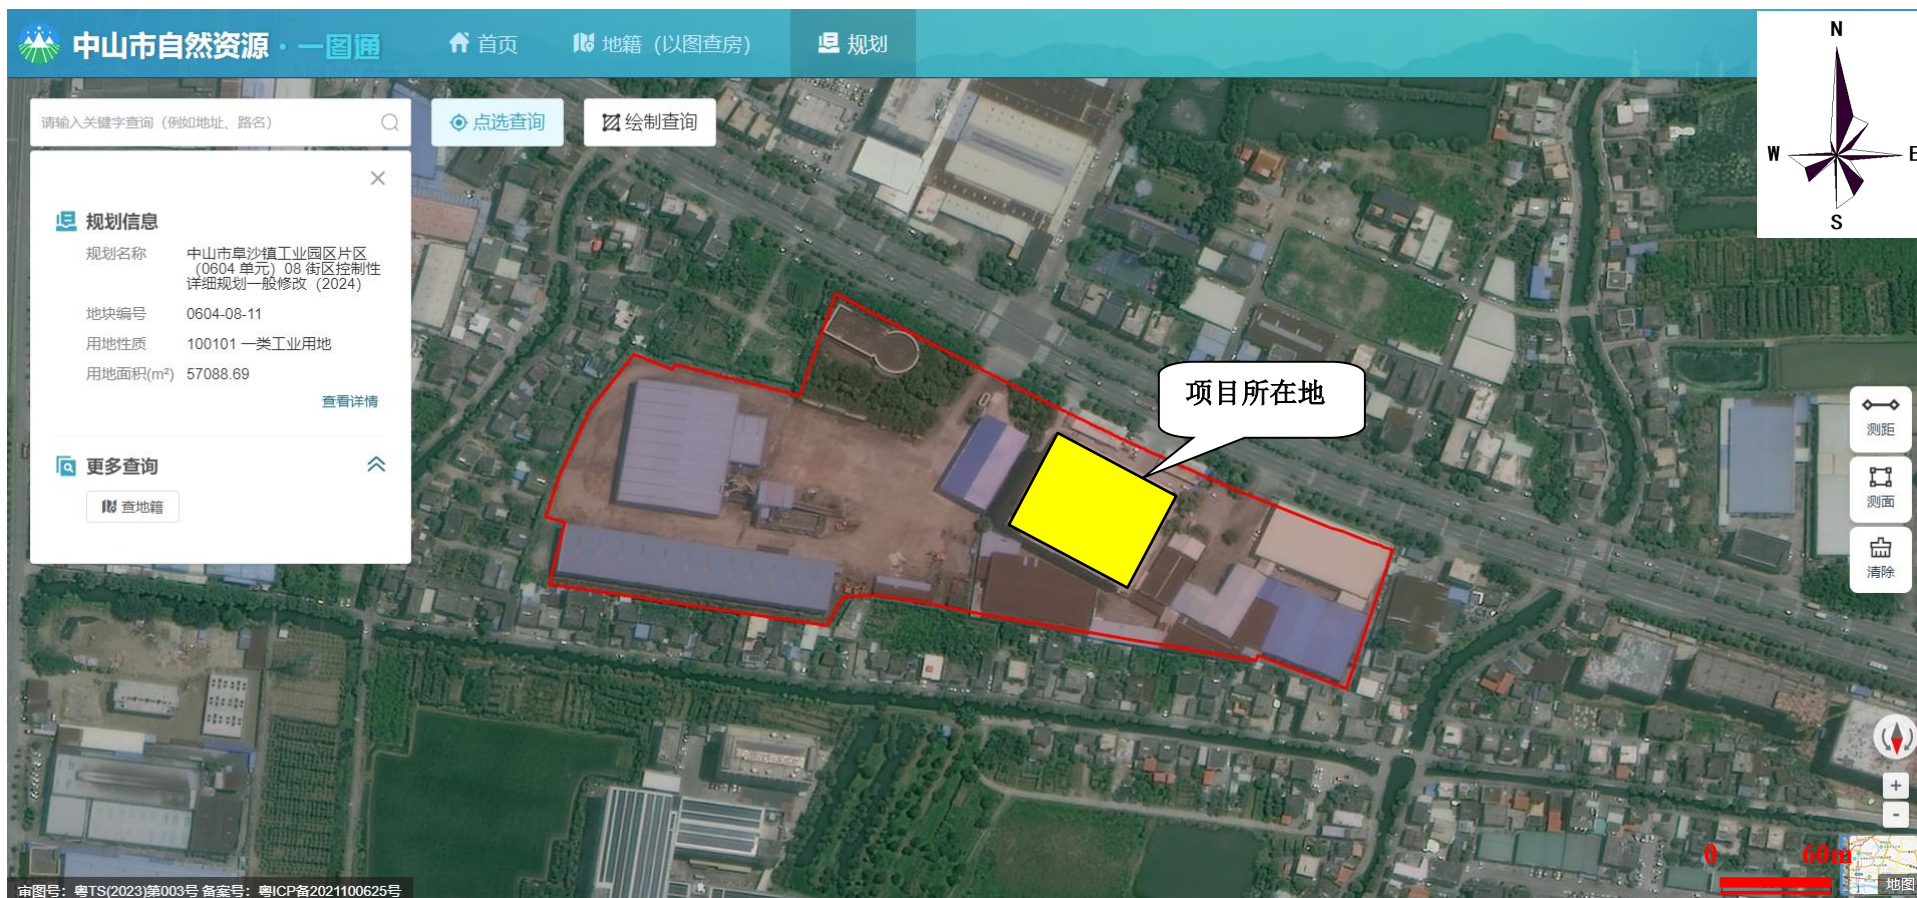 中山市自然资源·一图通
首页
地籍（以图查房）
规划
请输入关键字查询（例如地址、路名）
点选查询
绘制查询
规划信息
规划名称
中山市阜沙镇工业园区片区
（0604 单元）08 街区控制性
详细规划一般修改（2024）
地块编号 0604-08-11
用地性质 100101 一类工业用地
用地面积(m²) 57088.69
查看详情
更多查询
查地籍
项目所在地
N
W
E
S
测距
测面
清除
+
-
0 60m
地图
审图号：粤TS(2023)第003号 备案号：粤ICP备2021100625号